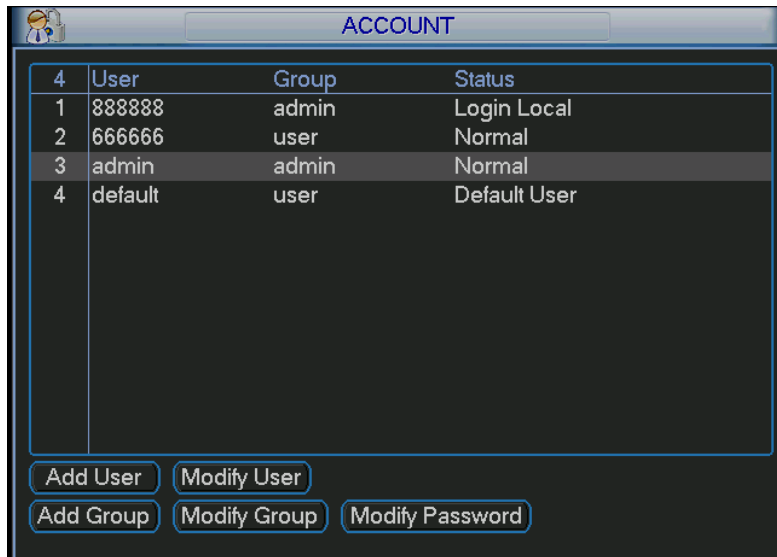 ACCOUNT
4 User Group Status
1 888888 admin Login Local
2 666666 user Normal
3 admin admin Normal
4 default user Default User
Add User Modify User
Add Group Modify Group Modify Password